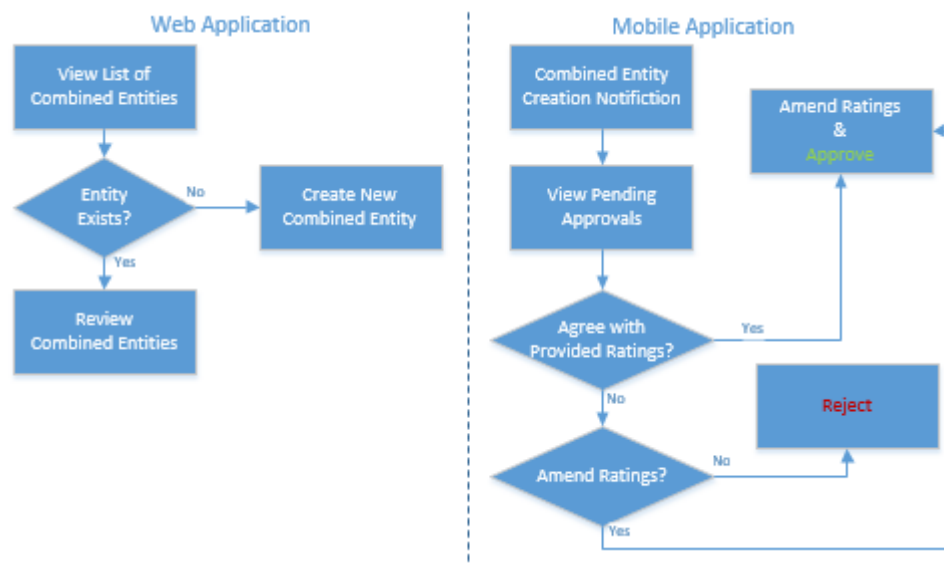 Web Application
View List of
Combined Entities
Entity
Exists?
No
Create New
Combined Entity
Yes
Review
Combined Entities
Mobile Application
Combined Entity
Creation Notifiction
View Pending
Approvals
Agree with
Provided Ratings?
Yes
Amend Ratings
&
Approve
No
Amend Ratings?
No
Reject
Yes